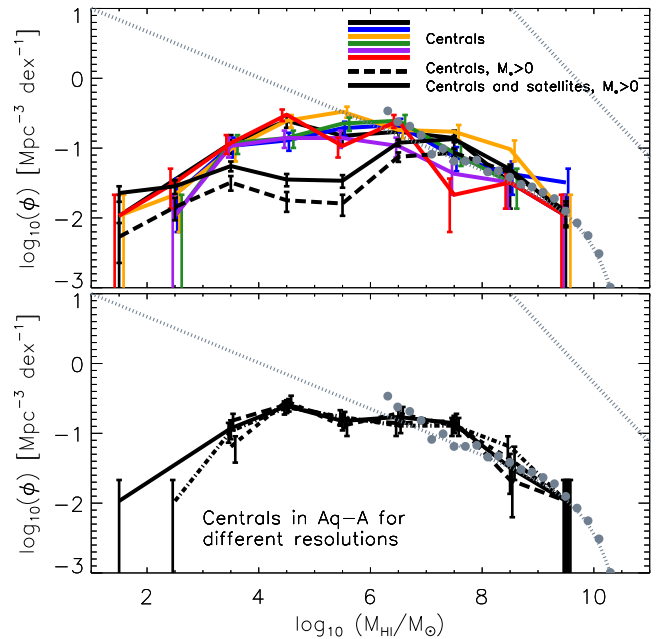 1
0
−1
−2
−3
log₁₀(ϕ) [Mpc⁻³ dex⁻¹]
Centrals
Centrals, M*>0
Centrals and satellites, M*>0
1
0
−1
−2
−3
log₁₀(ϕ) [Mpc⁻³ dex⁻¹]
Centrals in Aq−A for
different resolutions
2 4 6 8 10
log₁₀ (M_HI/M_⊙)